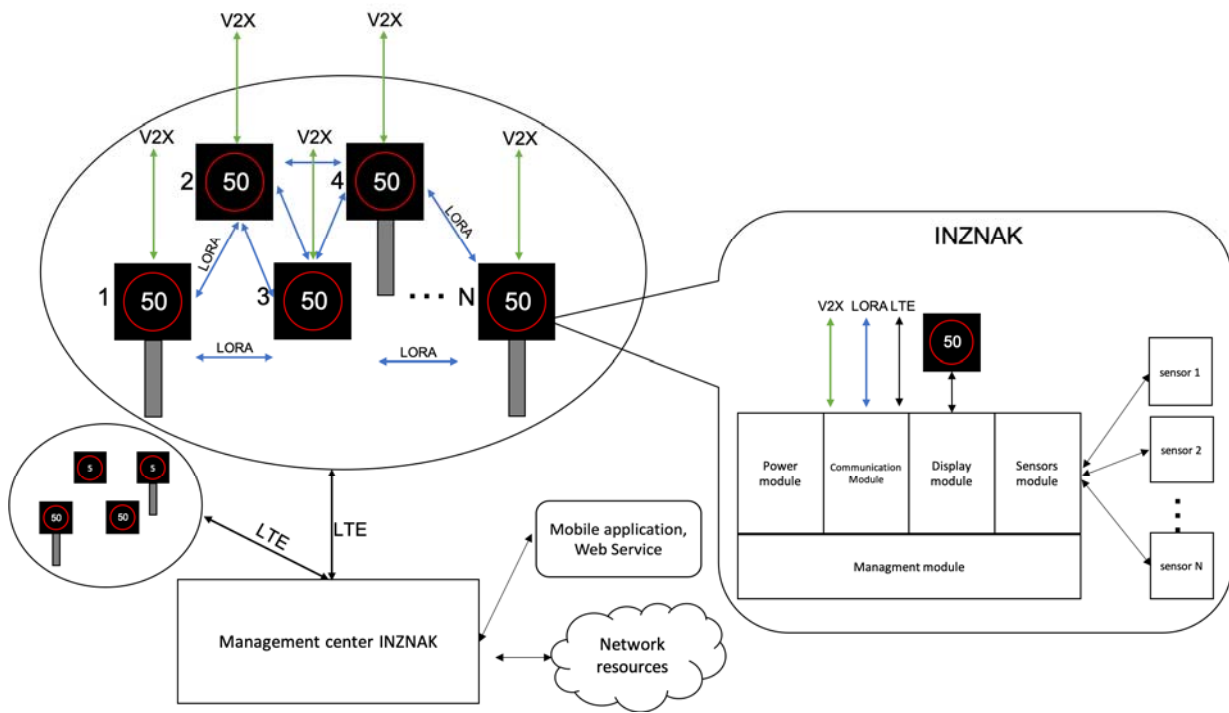 V2X
V2X
V2X
V2X
V2X
2
50
4
50
LORA
LORA
1
50
3
50
N
50
LORA
LORA
INZNAK
V2X
LORA
LTE
50
sensor 1
sensor 2
sensor N
Power
module
Communication
Module
Display
module
Sensors
module
Managment module
5
5
50
50
LTE
LTE
Mobile application,
Web Service
Management center INZNAK
Network
resources